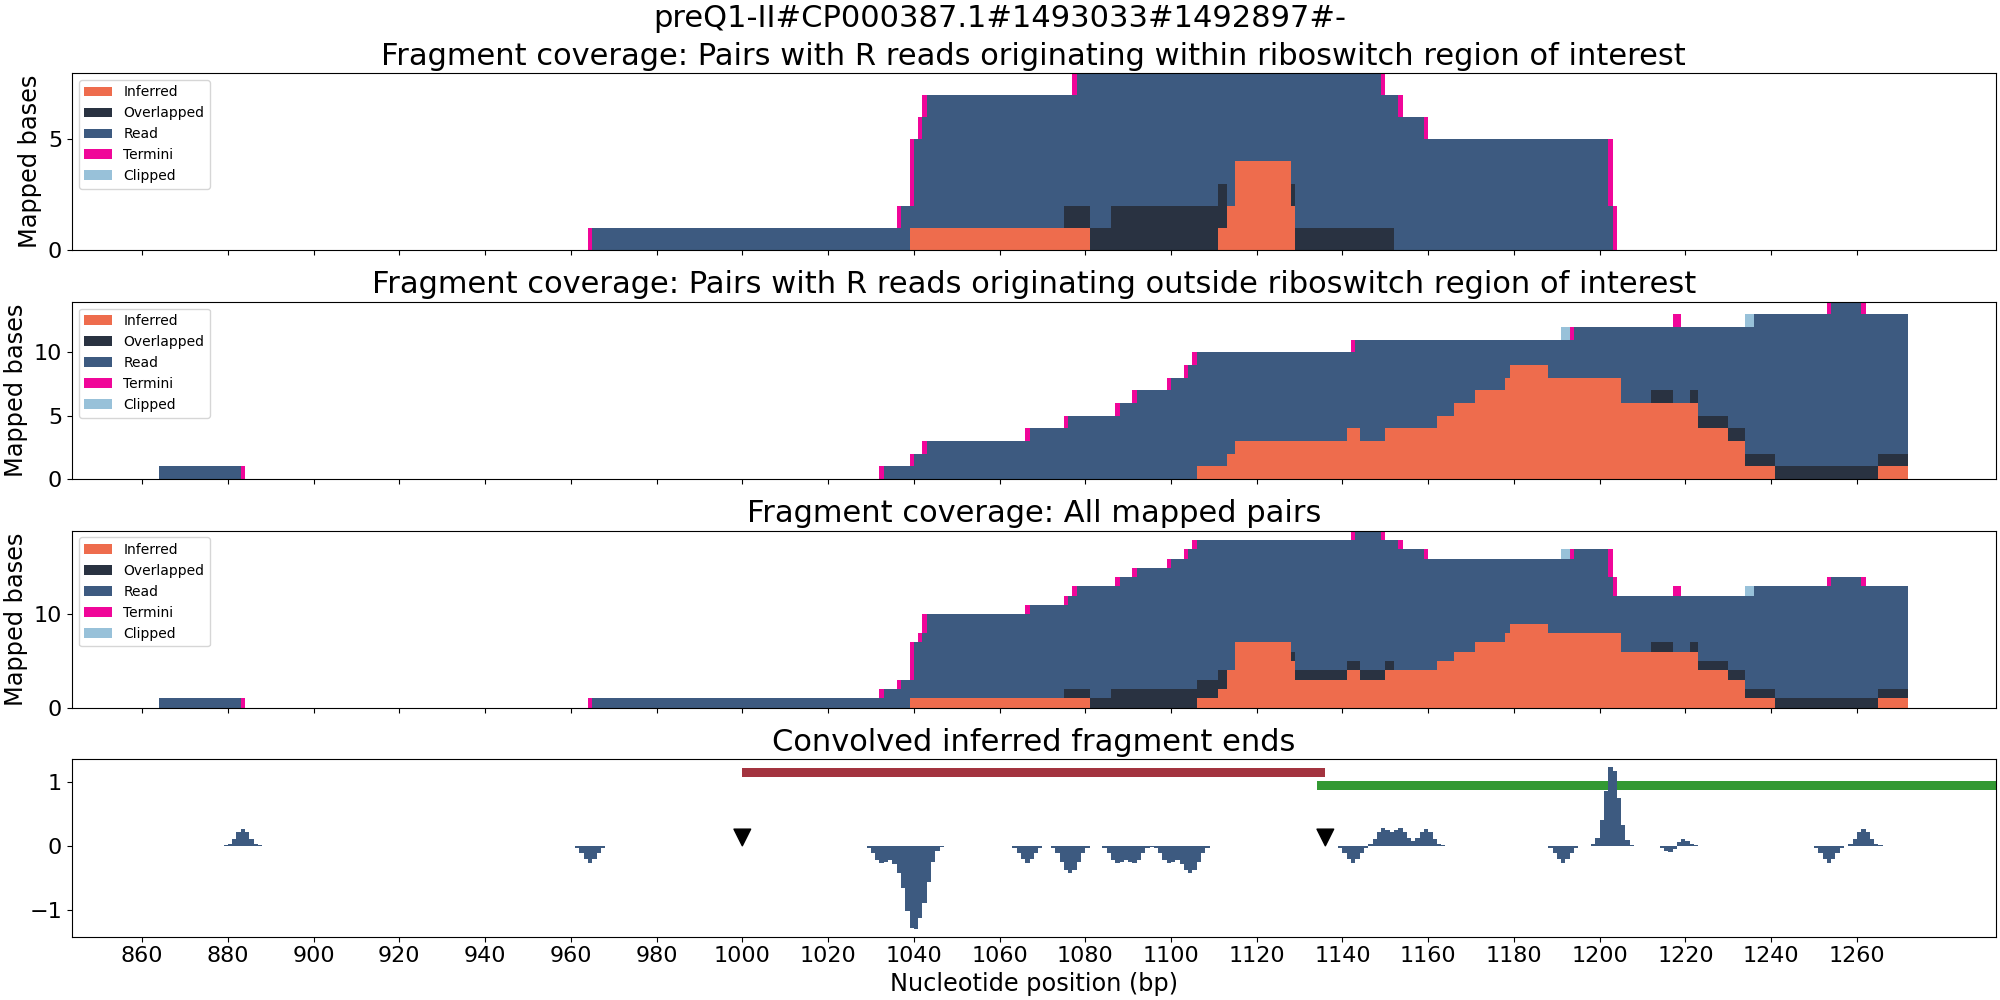 preQ1-II#CP000387.1#1493033#1492897#-
Fragment coverage: Pairs with R reads originating within riboswitch region of interest
Mapped bases
5
0
Inferred
Overlapped
Read
Termini
Clipped
Fragment coverage: Pairs with R reads originating outside riboswitch region of interest
Mapped bases
10
5
0
Inferred
Overlapped
Read
Termini
Clipped
Fragment coverage: All mapped pairs
Mapped bases
10
0
Inferred
Overlapped
Read
Termini
Clipped
Convolved inferred fragment ends
1
0
−1
860 880 900 920 940 960 980 1000 1020 1040 1060 1080 1100 1120 1140 1160 1180 1200 1220 1240 1260
Nucleotide position (bp)